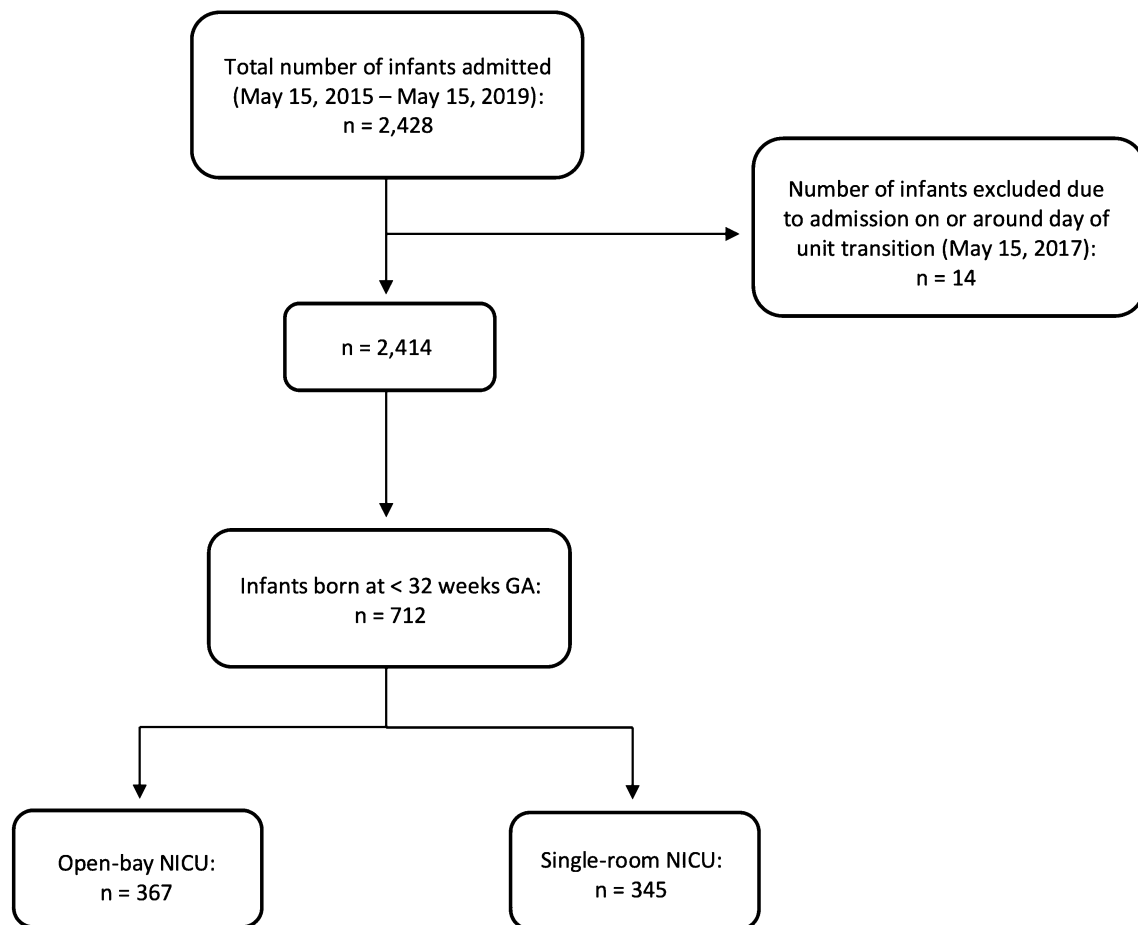 Total number of infants admitted
(May 15, 2015 – May 15, 2019):
n = 2,428
Number of infants excluded due
to admission on or around day of
unit transition (May 15, 2017):
n = 14
n = 2,414
Infants born at < 32 weeks GA:
n = 712
Open-bay NICU:
n = 367
Single-room NICU:
n = 345